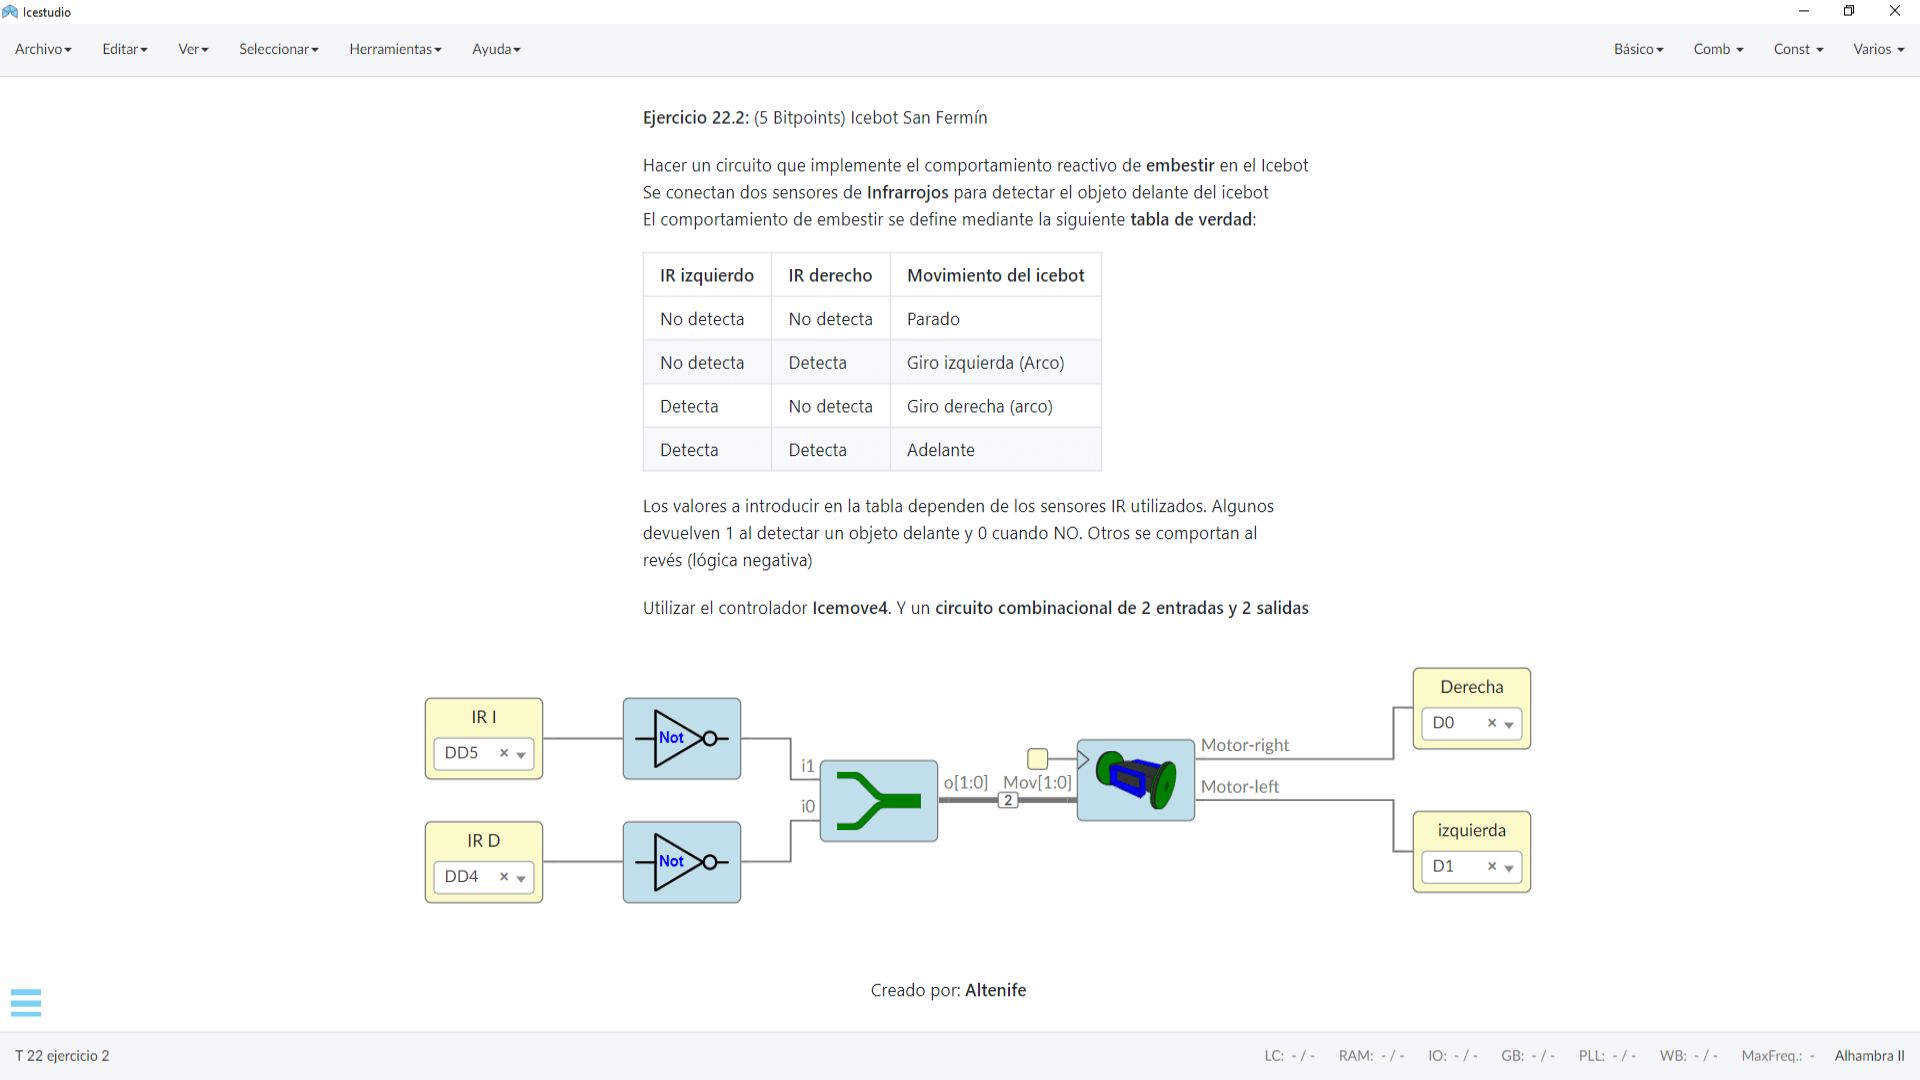 Icestudio
Archivo Editar Ver Seleccionar Herramientas Ayuda Básico Comb Const Varios
Ejercicio 22.2: (5 Bitpoints) Icebot San Fermín
Hacer un circuito que implemente el comportamiento reactivo de embestir en el Icebot
Se conectan dos sensores de Infrarrojos para detectar el objeto delante del icebot
El comportamiento de embestir se define mediante la siguiente tabla de verdad:
IR izquierdo IR derecho Movimiento del icebot
No detecta No detecta Parado
No detecta Detecta Giro izquierda (Arco)
Detecta No detecta Giro derecha (arco)
Detecta Detecta Adelante
Los valores a introducir en la tabla dependen de los sensores IR utilizados. Algunos
devuelven 1 al detectar un objeto delante y 0 cuando NO. Otros se comportan al
revés (lógica negativa)
Utilizar el controlador Icemove4. Y un circuito combinacional de 2 entradas y 2 salidas
IR I
DD5 ×
Not
IR D
DD4 ×
Not
i1
i0
o[1:0]
2
Mov[1:0]
Motor-right
Motor-left
Derecha
D0 ×
izquierda
D1 ×
Creado por: Altenife
T 22 ejercicio 2 LC: - / - RAM: - / - IO: - / - GB: - / - PLL: - / - WB: - / - MaxFreq.: - Alhambra II